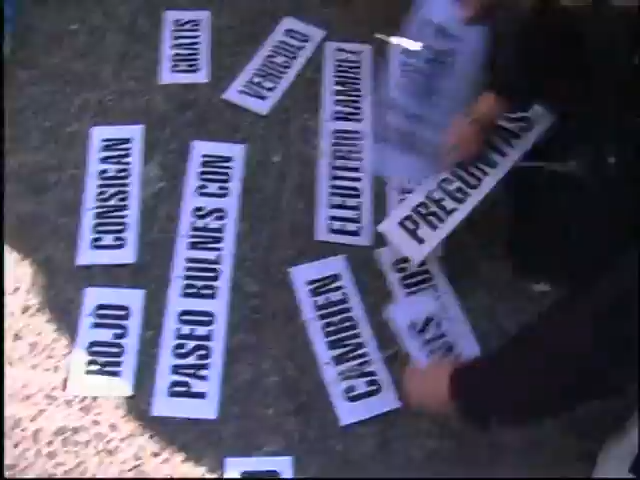 GRATIS
VEHICULO
ELEUTERIO RAMIREZ
PREGUNTAS
CONSIGAN
PASEO BULNES CON
ROJO
CAMBIEN